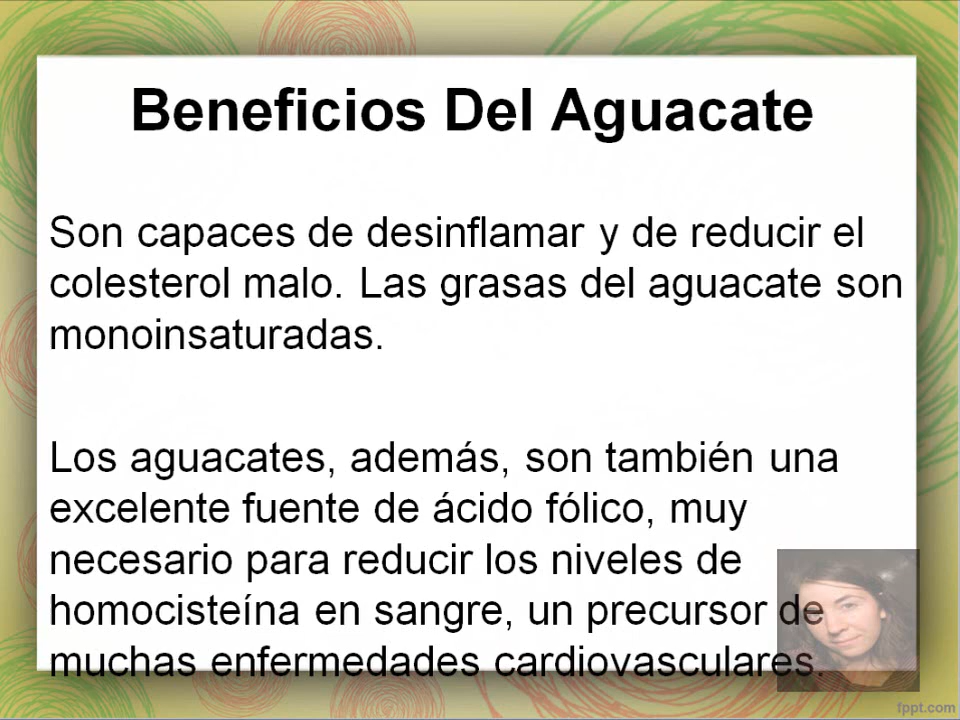 Beneficios Del Aguacate
Son capaces de desinflamar y de reducir el
colesterol malo. Las grasas del aguacate son
monoinsaturadas.
Los aguacates, además, son también una
excelente fuente de ácido fólico, muy
necesario para reducir los niveles de
homocisteína en sangre, un precursor de
muchas enfermedades cardiovasculares.
fppt.com